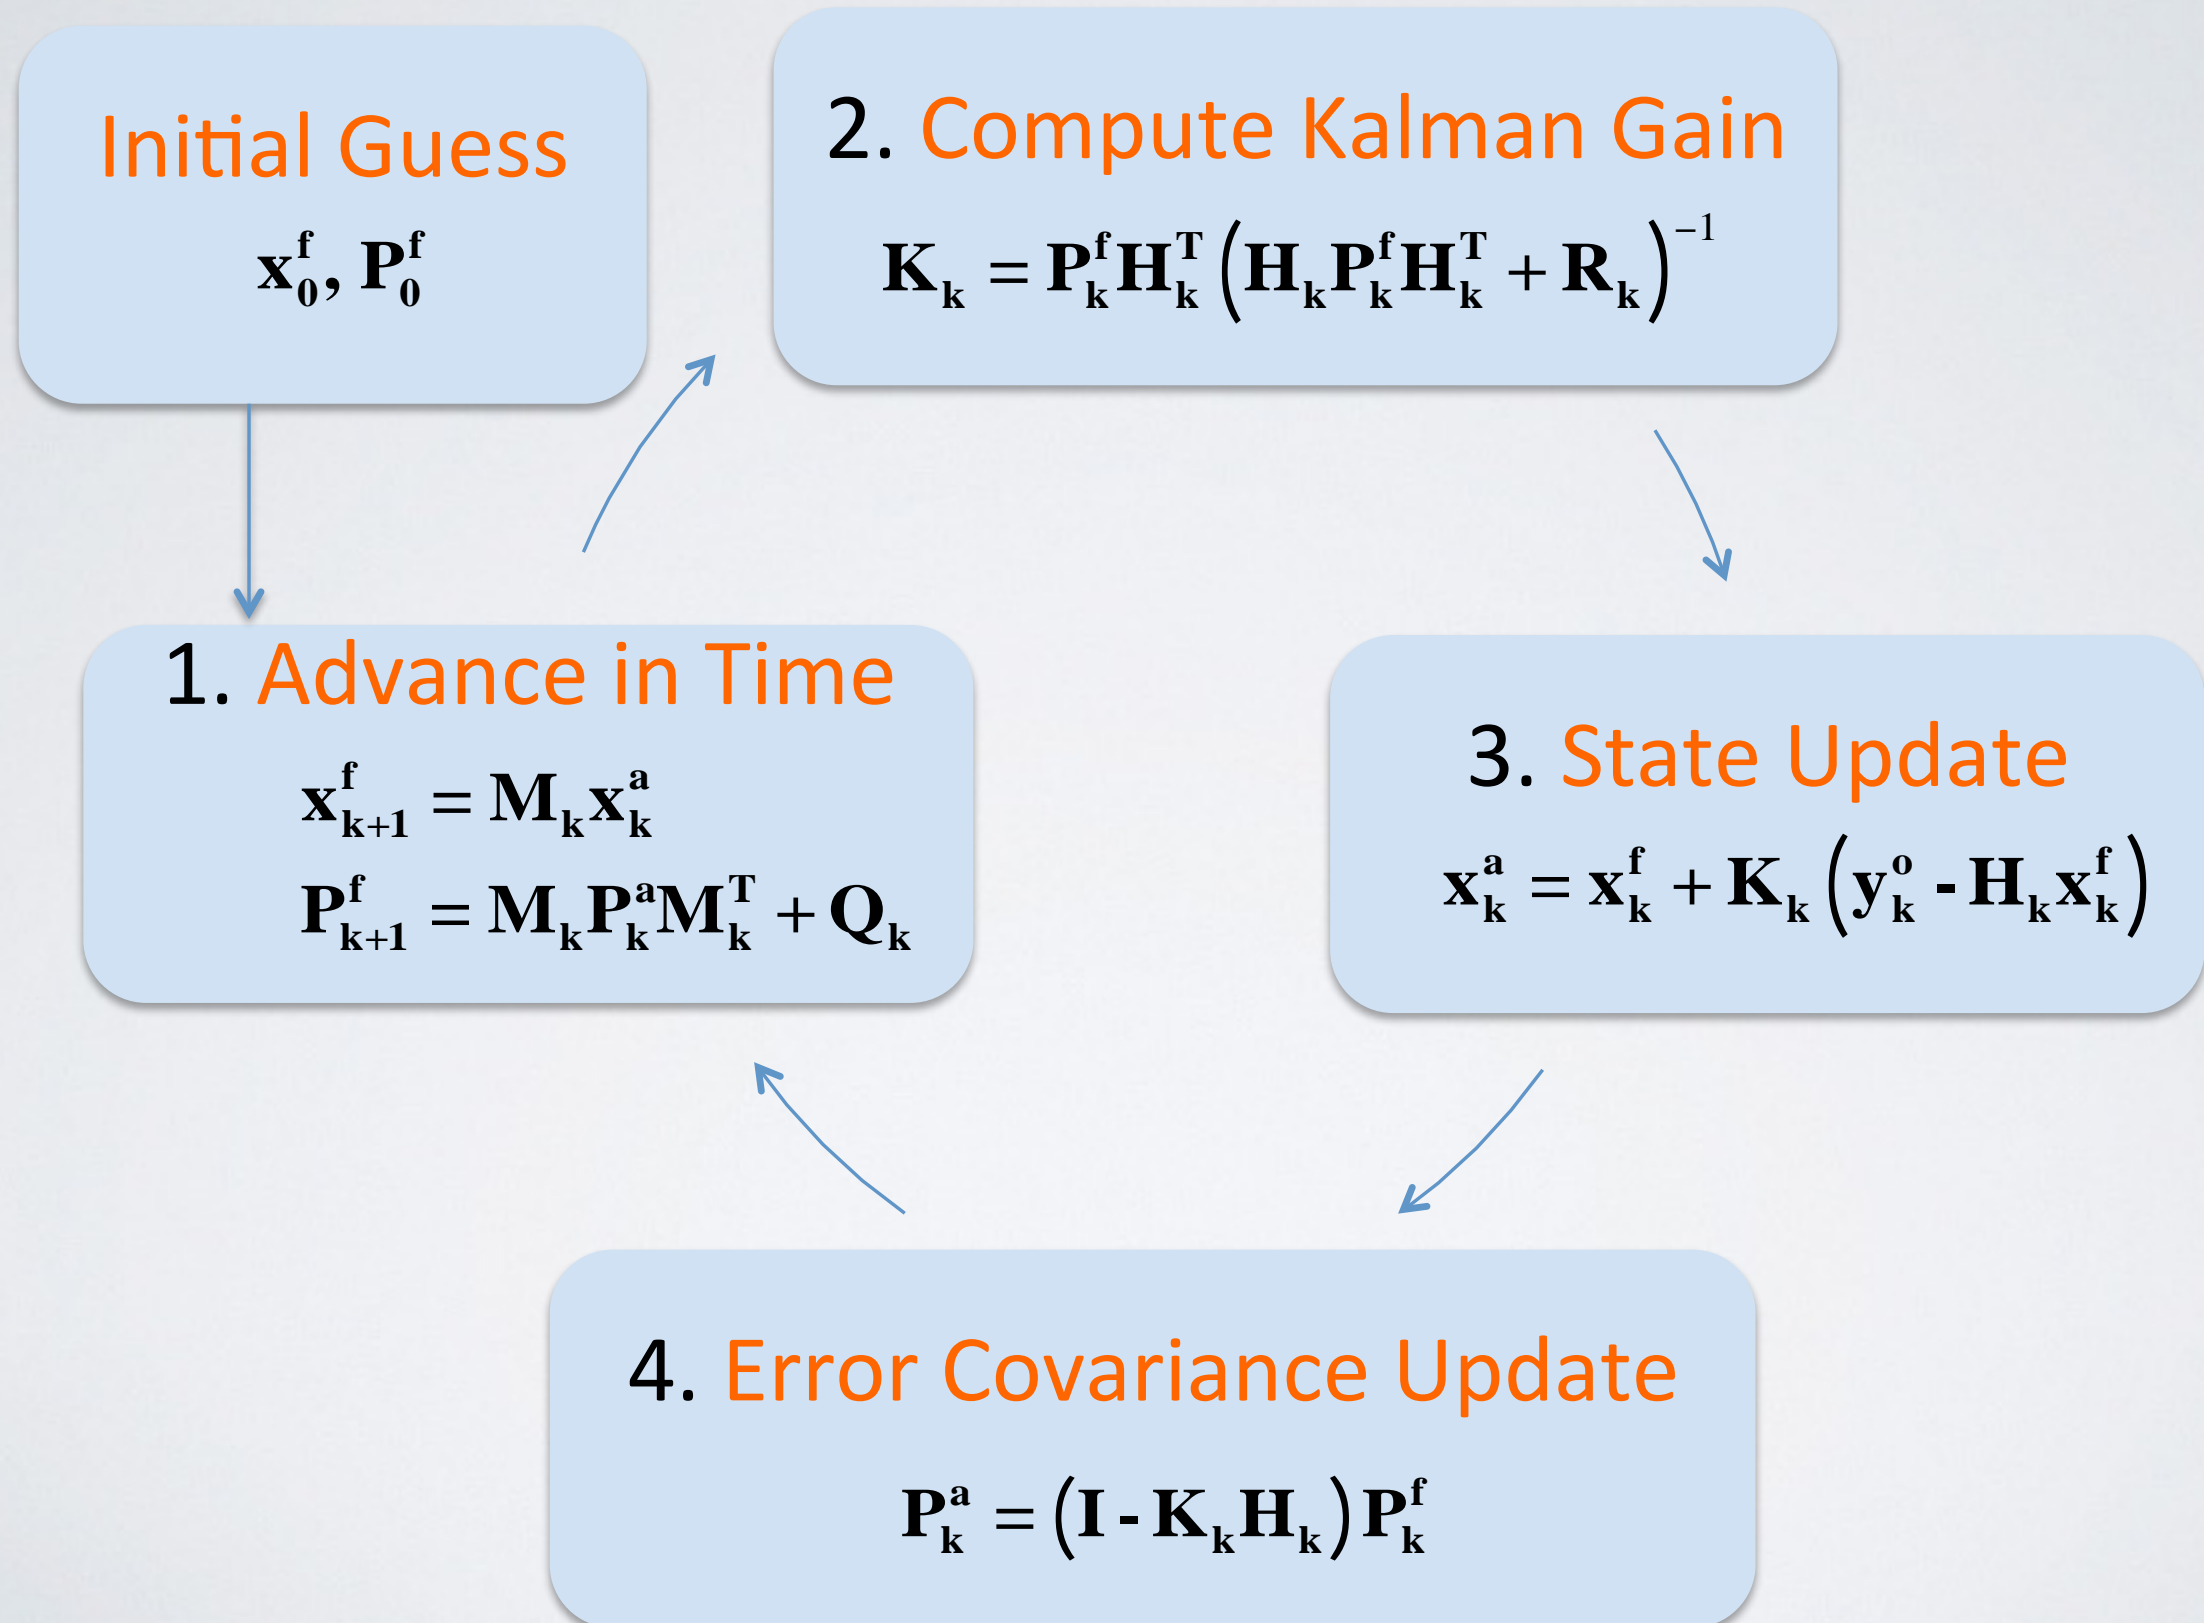 Initial Guess
x_0^f, P_0^f
2. Compute Kalman Gain
K_k = P_k^f H_k^T (H_k P_k^f H_k^T + R_k)^{-1}
1. Advance in Time
x_{k+1}^f = M_k x_k^a
P_{k+1}^f = M_k P_k^a M_k^T + Q_k
3. State Update
x_k^a = x_k^f + K_k (y_k^o - H_k x_k^f)
4. Error Covariance Update
P_k^a = (I - K_k H_k) P_k^f